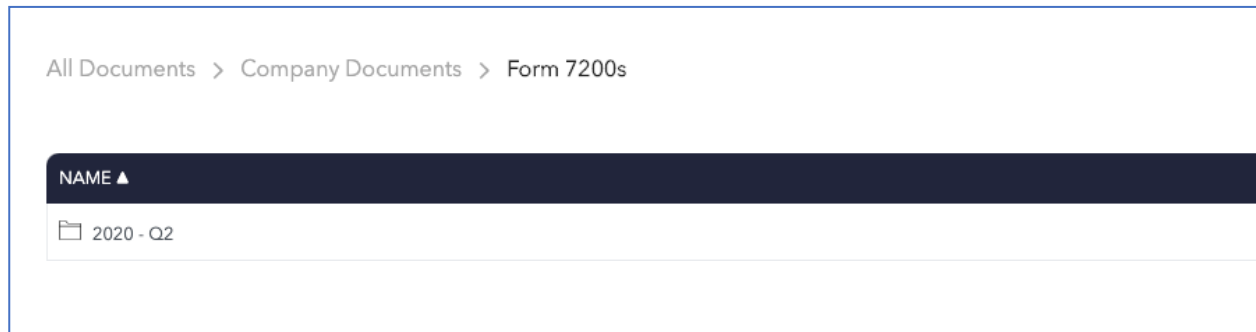 All Documents > Company Documents > Form 7200s
NAME ▲
2020 - Q2